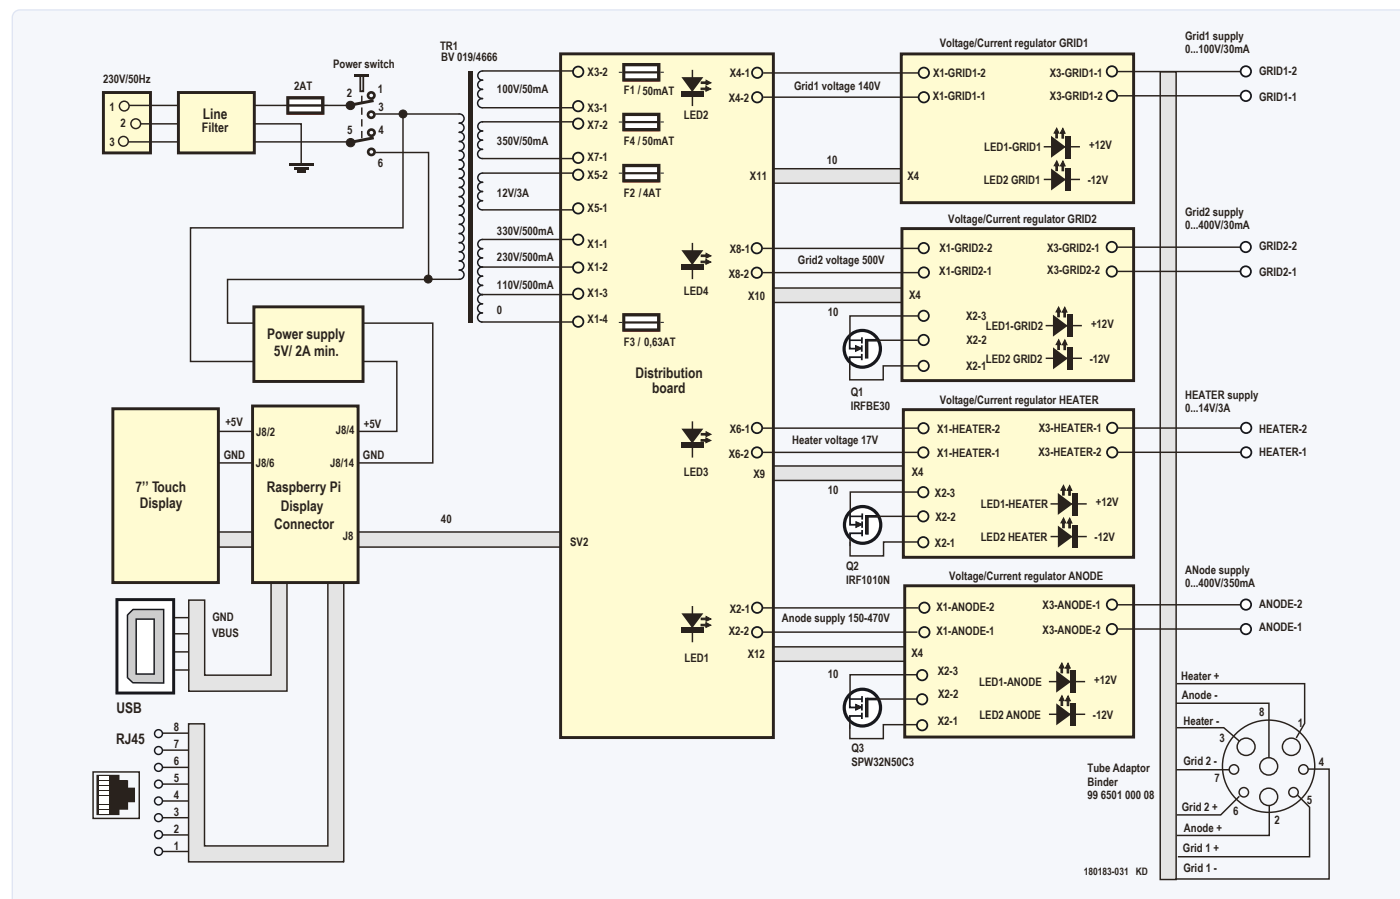 230V/50Hz
1
2
3
Line
Filter
2AT
Power switch
2
1
3
5
4
6
TR1
BV 019/4666
100V/50mA
350V/50mA
12V/3A
330V/500mA
230V/500mA
110V/500mA
0
X3-2
X3-1
X7-2
X7-1
X5-2
X5-1
X1-1
X1-2
X1-3
X1-4
F1 / 50mAT
F4 / 50mAT
F2 / 4AT
F3 / 0,63AT
LED2
LED4
LED3
LED1
Distribution
board
X4-1
X4-2
X11
X8-1
X8-2
X10
X6-1
X6-2
X9
X2-1
X2-2
X12
SV2
Power supply
5V/ 2A min.
7’’ Touch
Display
+5V
GND
J8/2
J8/6
J8/4
J8/14
+5V
GND
Raspberry Pi
Display
Connector
J8
40
GND
VBUS
USB
RJ45
8
7
6
5
4
3
2
1
Grid1 voltage 140V
10
Voltage/Current regulator GRID1
X1-GRID1-2
X1-GRID1-1
X3-GRID1-1
X3-GRID1-2
LED1-GRID1
+12V
LED2 GRID1
-12V
X4
Grid1 supply
0...100V/30mA
GRID1-2
GRID1-1
Grid2 voltage 500V
10
Q1
IRFBE30
Voltage/Current regulator GRID2
X1-GRID2-2
X1-GRID2-1
X3-GRID2-1
X3-GRID2-2
X4
X2-3
X2-2
X2-1
LED1-GRID2
+12V
LED2 GRID2
-12V
Grid2 supply
0...400V/30mA
GRID2-2
GRID2-1
Heater voltage 17V
10
Q2
IRF1010N
Voltage/Current regulator HEATER
X1-HEATER-2
X1-HEATER-1
X3-HEATER-1
X3-HEATER-2
X4
X2-3
X2-2
X2-1
LED1-HEATER
+12V
LED2 HEATER
-12V
HEATER supply
0...14V/3A
HEATER-2
HEATER-1
Anode supply 150-470V
10
Q3
SPW32N50C3
Voltage/Current regulator ANODE
X1-ANODE-2
X1-ANODE-1
X3-ANODE-1
X3-ANODE-2
X4
X2-3
X2-2
X2-1
LED1-ANODE
+12V
LED2 ANODE
-12V
ANode supply
0...400V/350mA
ANODE-2
ANODE-1
Heater +
Anode -
Heater -
Grid 2 -
Grid 2 +
Anode +
Grid 1 +
Grid 1 -
8
1
3
7
4
6
5
2
Tube Adaptor
Binder
99 6501 000 08
180183-031 KD